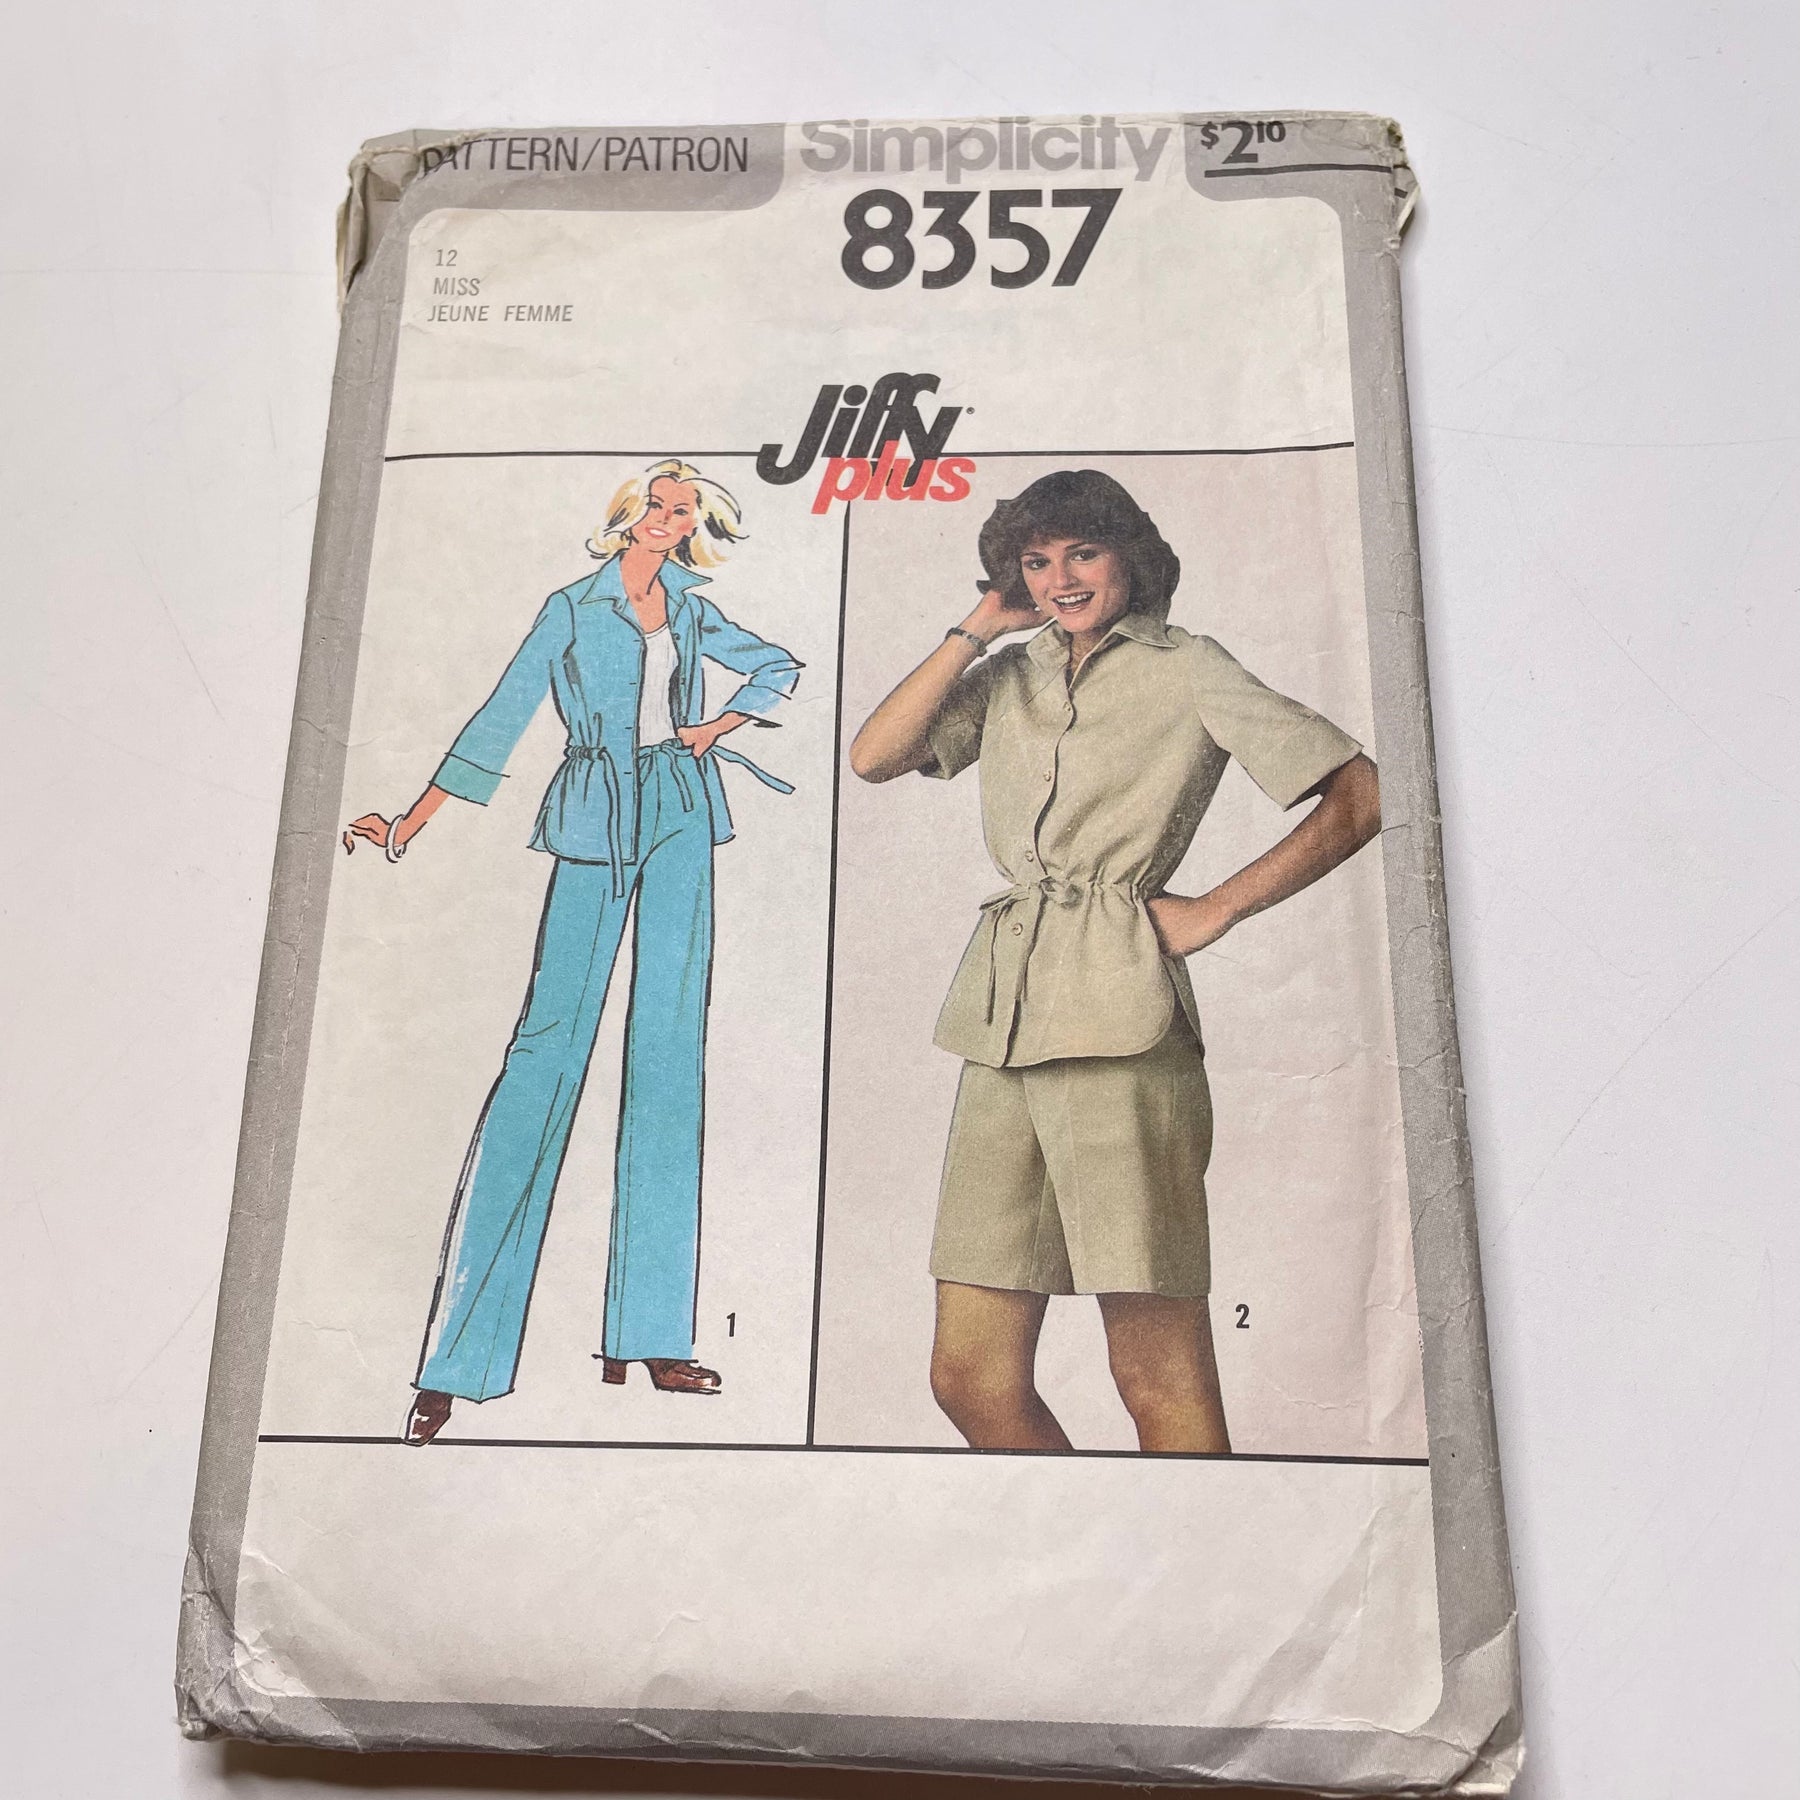 PATTERN/PATRON
Simplicity
$2.10
8357
12
MISS
JEUNE FEMME
Jiffy®
plus
1
2